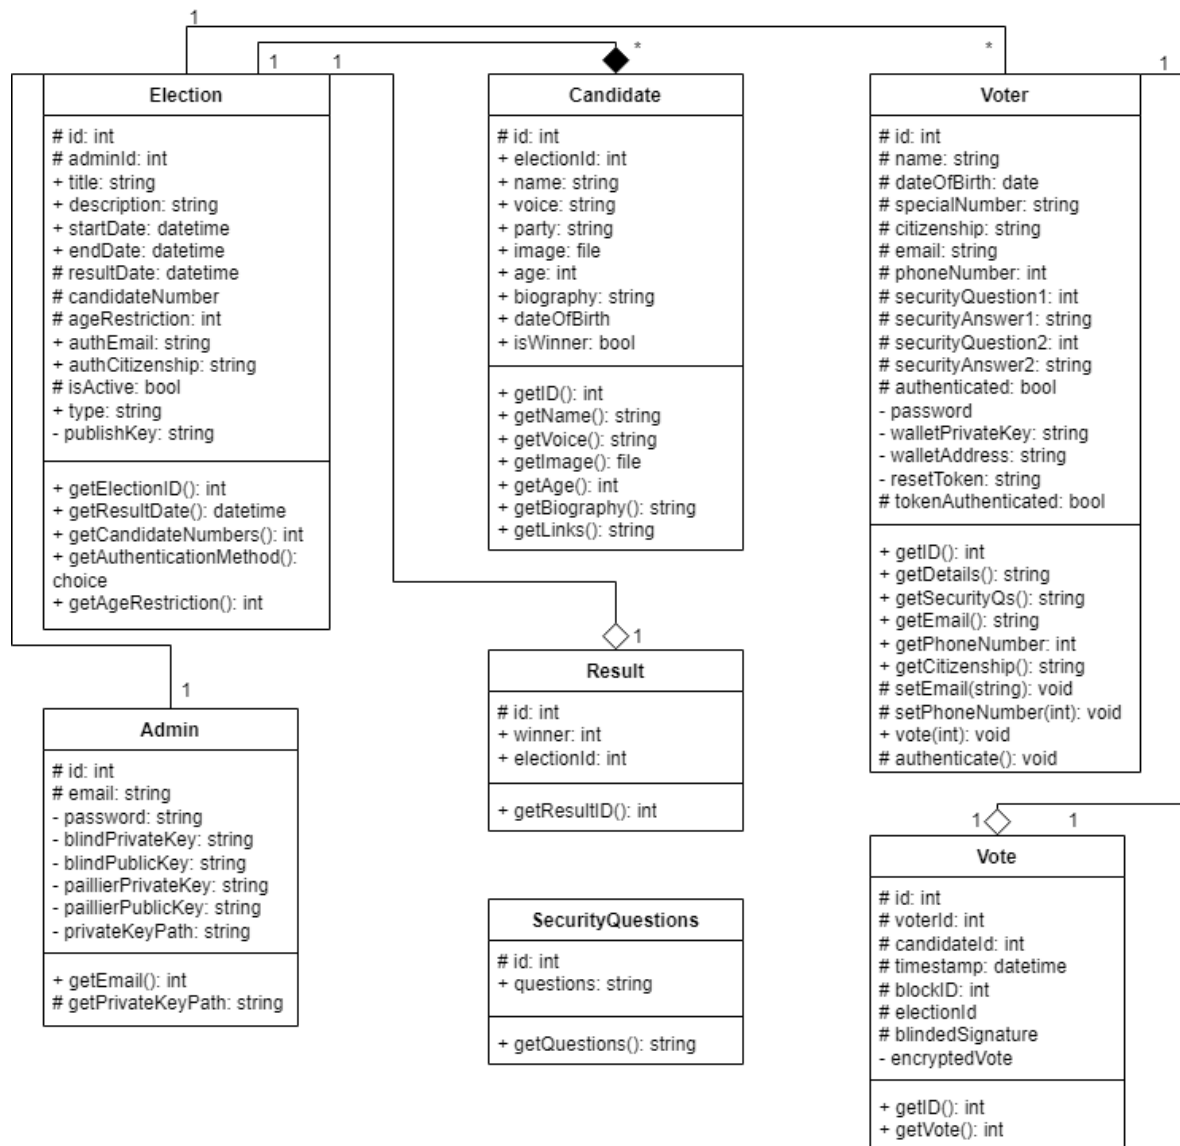 1
1
1
*
*
1
Election
# id: int
# adminId: int
+ title: string
+ description: string
+ startDate: datetime
+ endDate: datetime
# resultDate: datetime
# candidateNumber
# ageRestriction: int
+ authEmail: string
+ authCitizenship: string
# isActive: bool
+ type: string
- publishKey: string
+ getElectionID(): int
+ getResultDate(): datetime
+ getCandidateNumbers(): int
+ getAuthenticationMethod():
choice
+ getAgeRestriction(): int
Candidate
# id: int
+ electionId: int
+ name: string
+ voice: string
+ party: string
+ image: file
+ age: int
+ biography: string
+ dateOfBirth
+ isWinner: bool
+ getID(): int
+ getName(): string
+ getVoice(): string
+ getImage(): file
+ getAge(): int
+ getBiography(): string
+ getLinks(): string
Voter
# id: int
# name: string
# dateOfBirth: date
# specialNumber: string
# citizenship: string
# email: string
# phoneNumber: int
# securityQuestion1: int
# securityAnswer1: string
# securityQuestion2: int
# securityAnswer2: string
# authenticated: bool
- password
- walletPrivateKey: string
- walletAddress: string
- resetToken: string
# tokenAuthenticated: bool
+ getID(): int
+ getDetails(): string
+ getSecurityQs(): string
+ getEmail(): string
+ getPhoneNumber: int
+ getCitizenship(): string
# setEmail(string): void
# setPhoneNumber(int): void
+ vote(int): void
# authenticate(): void
1
Admin
# id: int
# email: string
- password: string
- blindPrivateKey: string
- blindPublicKey: string
- paillierPrivateKey: string
- paillierPublicKey: string
- privateKeyPath: string
+ getEmail(): int
# getPrivateKeyPath: string
1
Result
# id: int
+ winner: int
+ electionId: int
+ getResultID(): int
SecurityQuestions
# id: int
+ questions: string
+ getQuestions(): string
1
1
Vote
# id: int
# voterId: int
# candidateId: int
# timestamp: datetime
# blockID: int
# electionId
# blindedSignature
- encryptedVote
+ getID(): int
+ getVote(): int